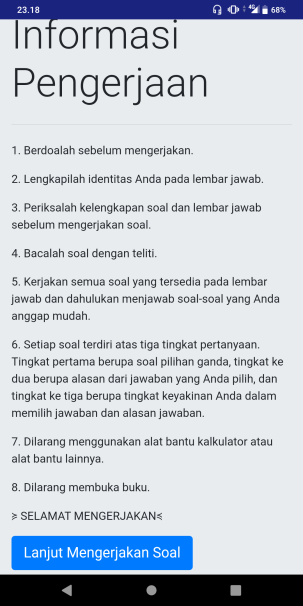 23.18
4G 68%
Informasi
Pengerjaan
1. Berdoalah sebelum mengerjakan.
2. Lengkapilah identitas Anda pada lembar jawab.
3. Periksalah kelengkapan soal dan lembar jawab
sebelum mengerjakan soal.
4. Bacalah soal dengan teliti.
5. Kerjakan semua soal yang tersedia pada lembar
jawab dan dahulukan menjawab soal-soal yang Anda
anggap mudah.
6. Setiap soal terdiri atas tiga tingkat pertanyaan.
Tingkat pertama berupa soal pilihan ganda, tingkat ke
dua berupa alasan dari jawaban yang Anda pilih, dan
tingkat ke tiga berupa tingkat keyakinan Anda dalam
memilih jawaban dan alasan jawaban.
7. Dilarang menggunakan alat bantu kalkulator atau
alat bantu lainnya.
8. Dilarang membuka buku.
⪖ SELAMAT MENGERJAKAN⪕
Lanjut Mengerjakan Soal